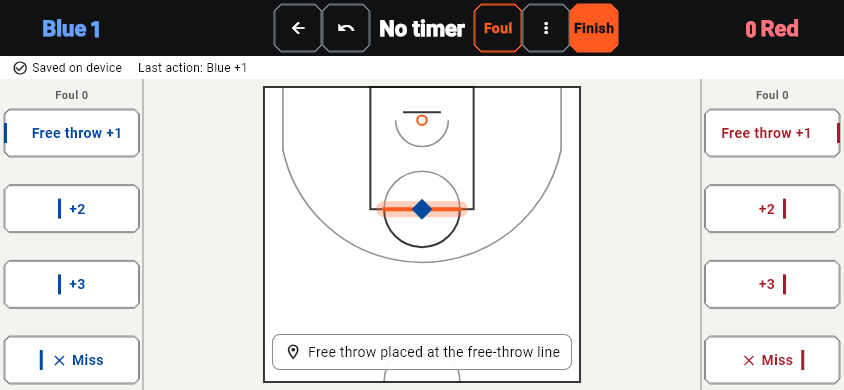 Blue 1
No timer
Foul
Finish
0 Red
Saved on device
Last action: Blue +1
Foul 0
Free throw +1
+2
+3
Miss
Foul 0
Free throw +1
+2
+3
Miss
Free throw placed at the free-throw line